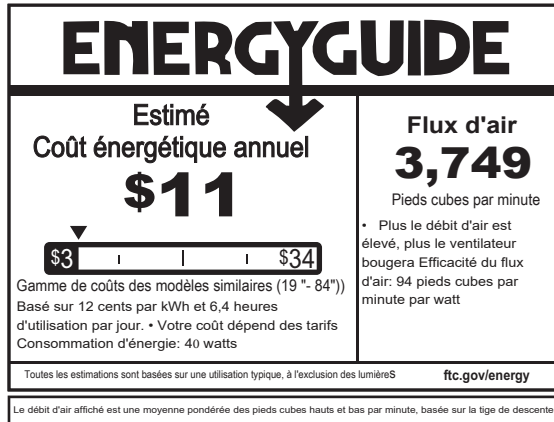 ENERGYGUIDE
Estimé
Coût énergétique annuel
$11
$3
$34
Gamme de coûts des modèles similaires (19 "- 84"))
Basé sur 12 cents par kWh et 6,4 heures
d'utilisation par jour. • Votre coût dépend des tarifs
Consommation d'énergie: 40 watts
Flux d'air
3,749
Pieds cubes par minute
• Plus le débit d'air est
élevé, plus le ventilateur
bougera Efficacité du flux
d'air: 94 pieds cubes par
minute par watt
Toutes les estimations sont basées sur une utilisation typique, à l'exclusion des lumièreS
ftc.gov/energy
Le débit d'air affiché est une moyenne pondérée des pieds cubes hauts et bas par minute, basée sur la tige de descente